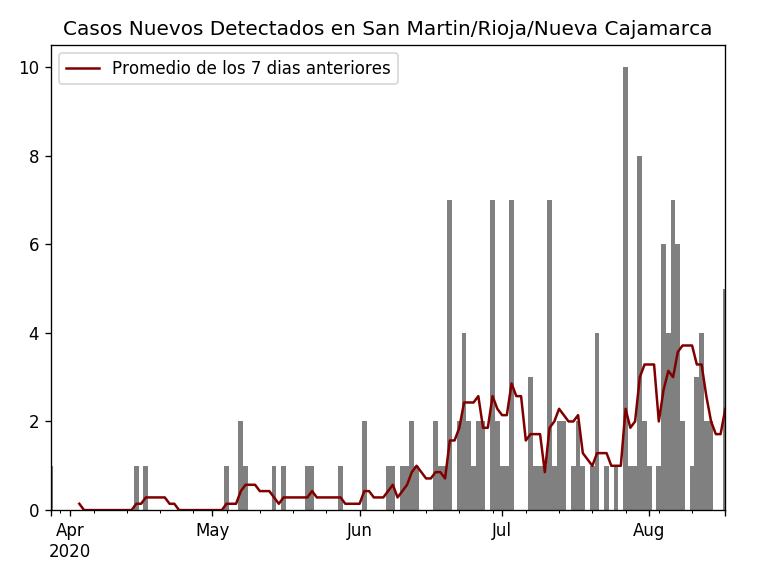 Casos Nuevos Detectados en San Martin/Rioja/Nueva Cajamarca
Promedio de los 7 dias anteriores
10
8
6
4
2
0
Apr May Jun Jul Aug
2020